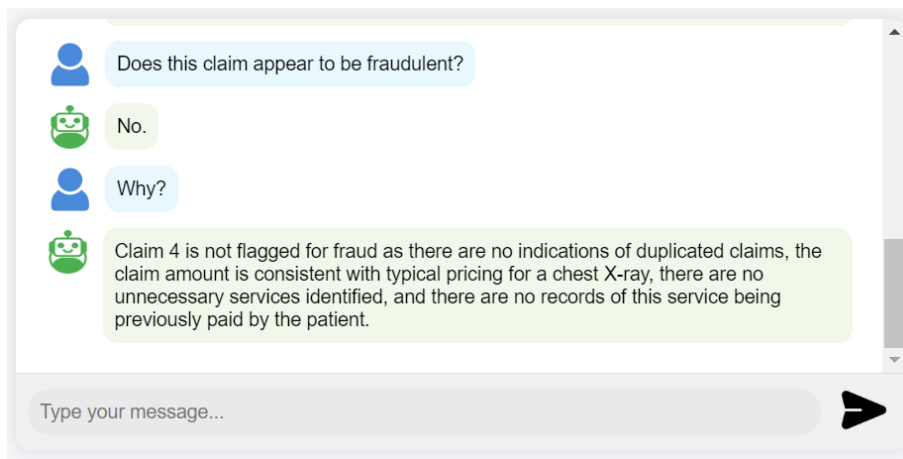 Does this claim appear to be fraudulent?
No.
Why?
Claim 4 is not flagged for fraud as there are no indications of duplicated claims, the
claim amount is consistent with typical pricing for a chest X-ray, there are no
unnecessary services identified, and there are no records of this service being
previously paid by the patient.
Type your message...